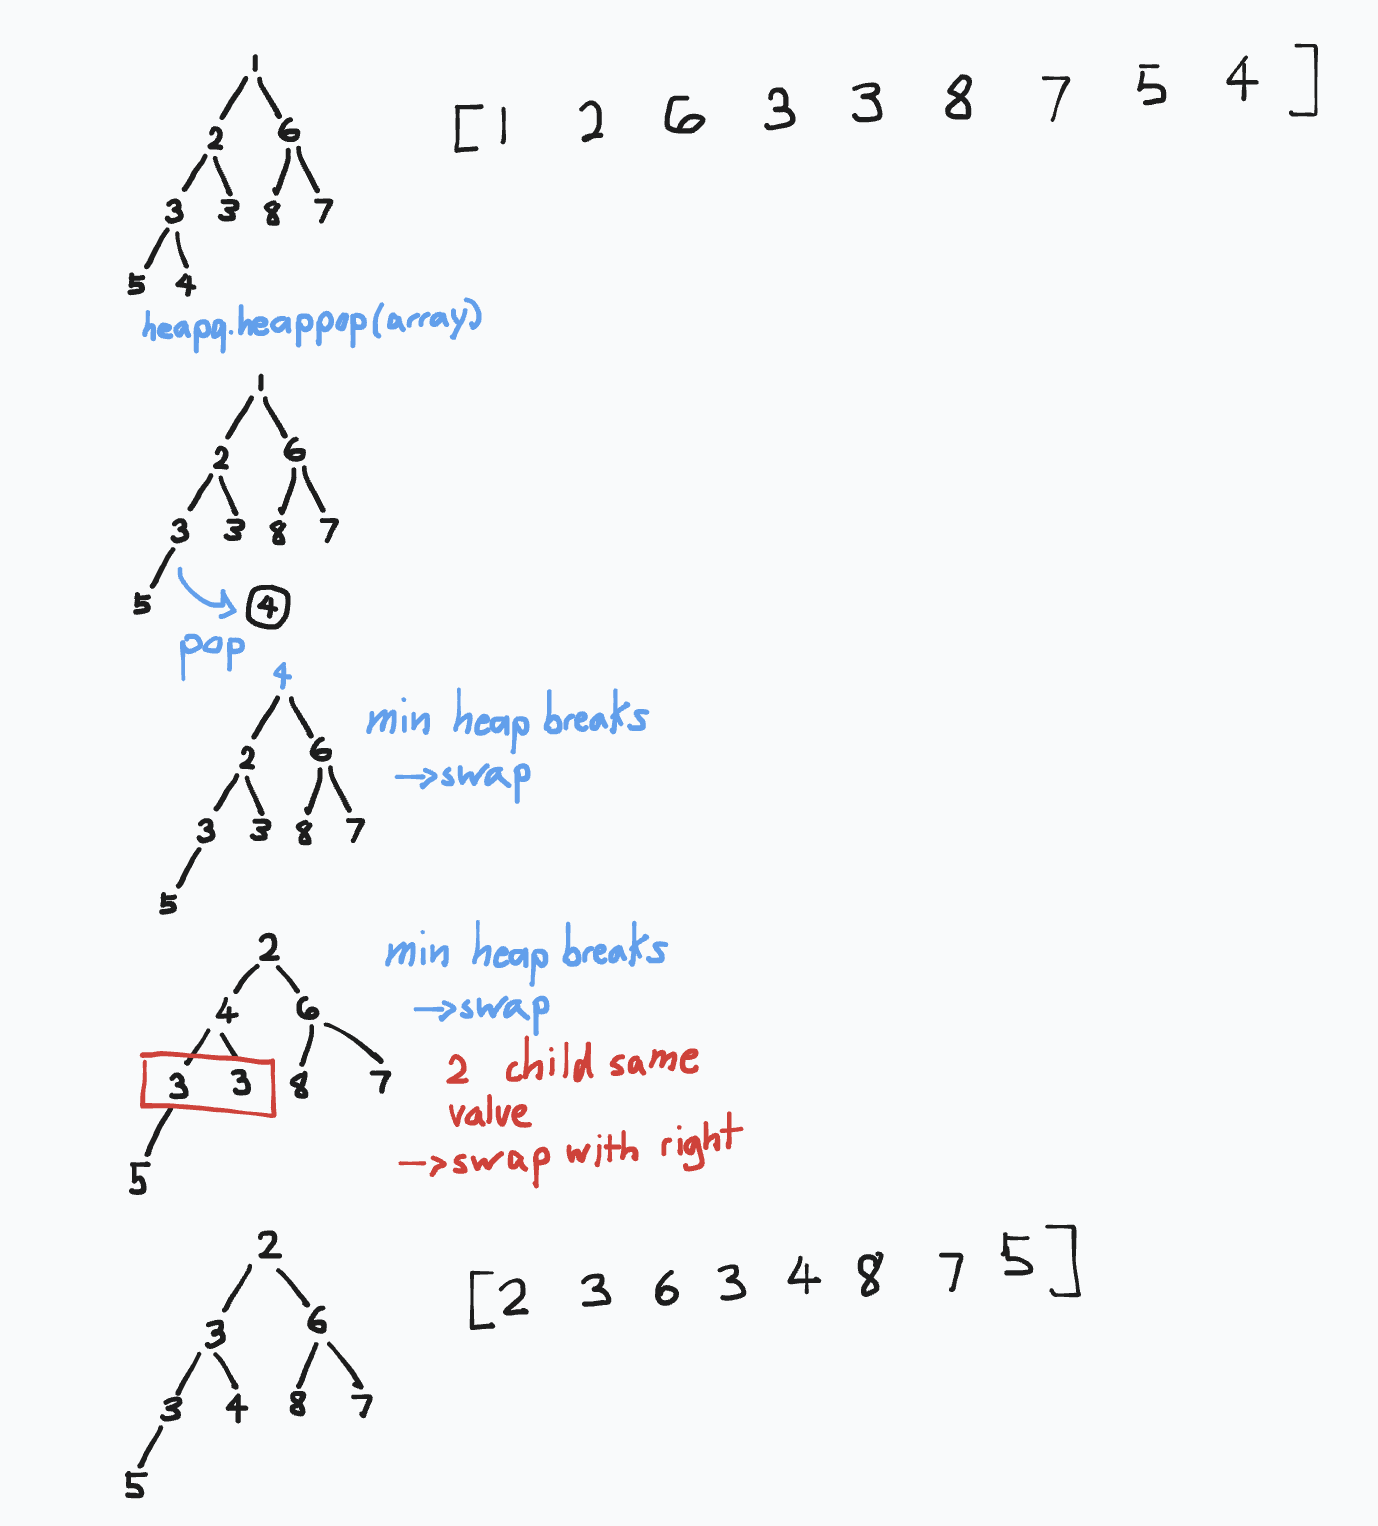 1
[1 2 6 3 3 8 7 5 4]
2 6
3 3 8 7
5 4
heapq.heappop(array)
1
2 6
3 3 8 7
5 4
pop
4
min heap breaks
2 6
→swap
3 3 8 7
5
2
min heap breaks
4 6
→swap
3 3 8 7
2 child same
value
→swap with right
5
2
[2 3 6 3 4 8 7 5]
3 6
3 4 8 7
5